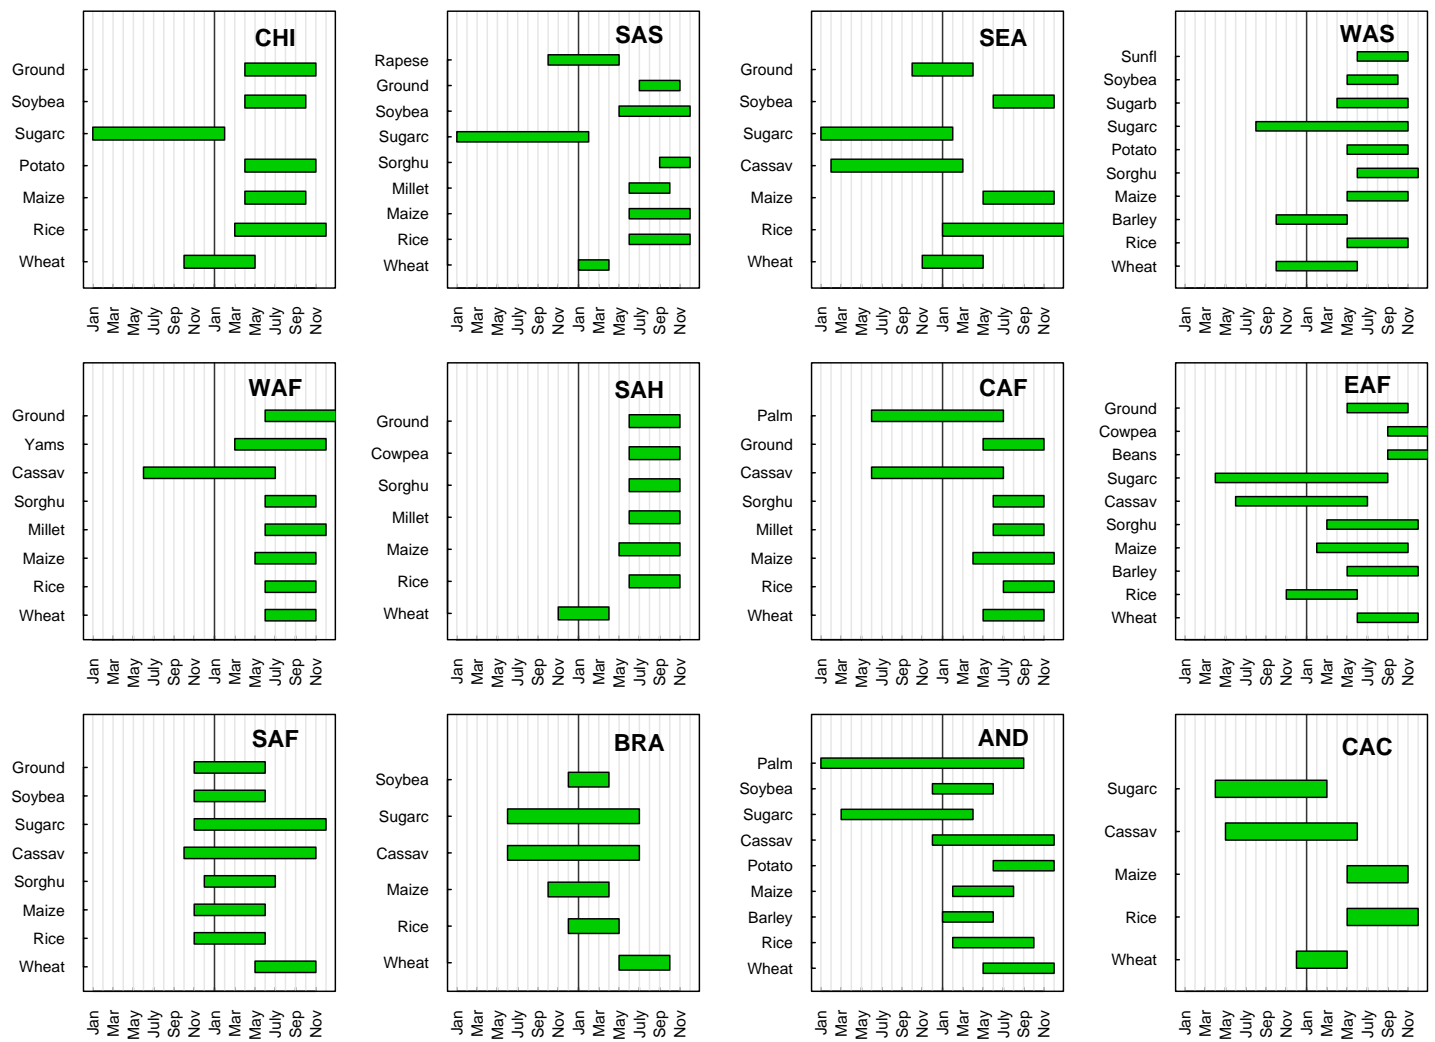 CHI
Ground
Soybea
Sugarc
Potato
Maize
Rice
Wheat
Jan Mar May July Sep Nov Jan Mar May July Sep Nov
SAS
Rapese
Ground
Soybea
Sugarc
Sorghu
Millet
Maize
Rice
Wheat
Jan Mar May July Sep Nov Jan Mar May July Sep Nov
SEA
Ground
Soybea
Sugarc
Cassav
Maize
Rice
Wheat
Jan Mar May July Sep Nov Jan Mar May July Sep Nov
WAS
Sunfl
Soybea
Sugarb
Sugarc
Potato
Sorghu
Maize
Barley
Rice
Wheat
Jan Mar May July Sep Nov Jan Mar May July Sep Nov
WAF
Ground
Yams
Cassav
Sorghu
Millet
Maize
Rice
Wheat
Jan Mar May July Sep Nov Jan Mar May July Sep Nov
SAH
Ground
Cowpea
Sorghu
Millet
Maize
Rice
Wheat
Jan Mar May July Sep Nov Jan Mar May July Sep Nov
CAF
Palm
Ground
Cassav
Sorghu
Millet
Maize
Rice
Wheat
Jan Mar May July Sep Nov Jan Mar May July Sep Nov
EAF
Ground
Cowpea
Beans
Sugarc
Cassav
Sorghu
Maize
Barley
Rice
Wheat
Jan Mar May July Sep Nov Jan Mar May July Sep Nov
SAF
Ground
Soybea
Sugarc
Cassav
Sorghu
Maize
Rice
Wheat
Jan Mar May July Sep Nov Jan Mar May July Sep Nov
BRA
Soybea
Sugarc
Cassav
Maize
Rice
Wheat
Jan Mar May July Sep Nov Jan Mar May July Sep Nov
AND
Palm
Soybea
Sugarc
Cassav
Potato
Maize
Barley
Rice
Wheat
Jan Mar May July Sep Nov Jan Mar May July Sep Nov
CAC
Sugarc
Cassav
Maize
Rice
Wheat
Jan Mar May July Sep Nov Jan Mar May July Sep Nov